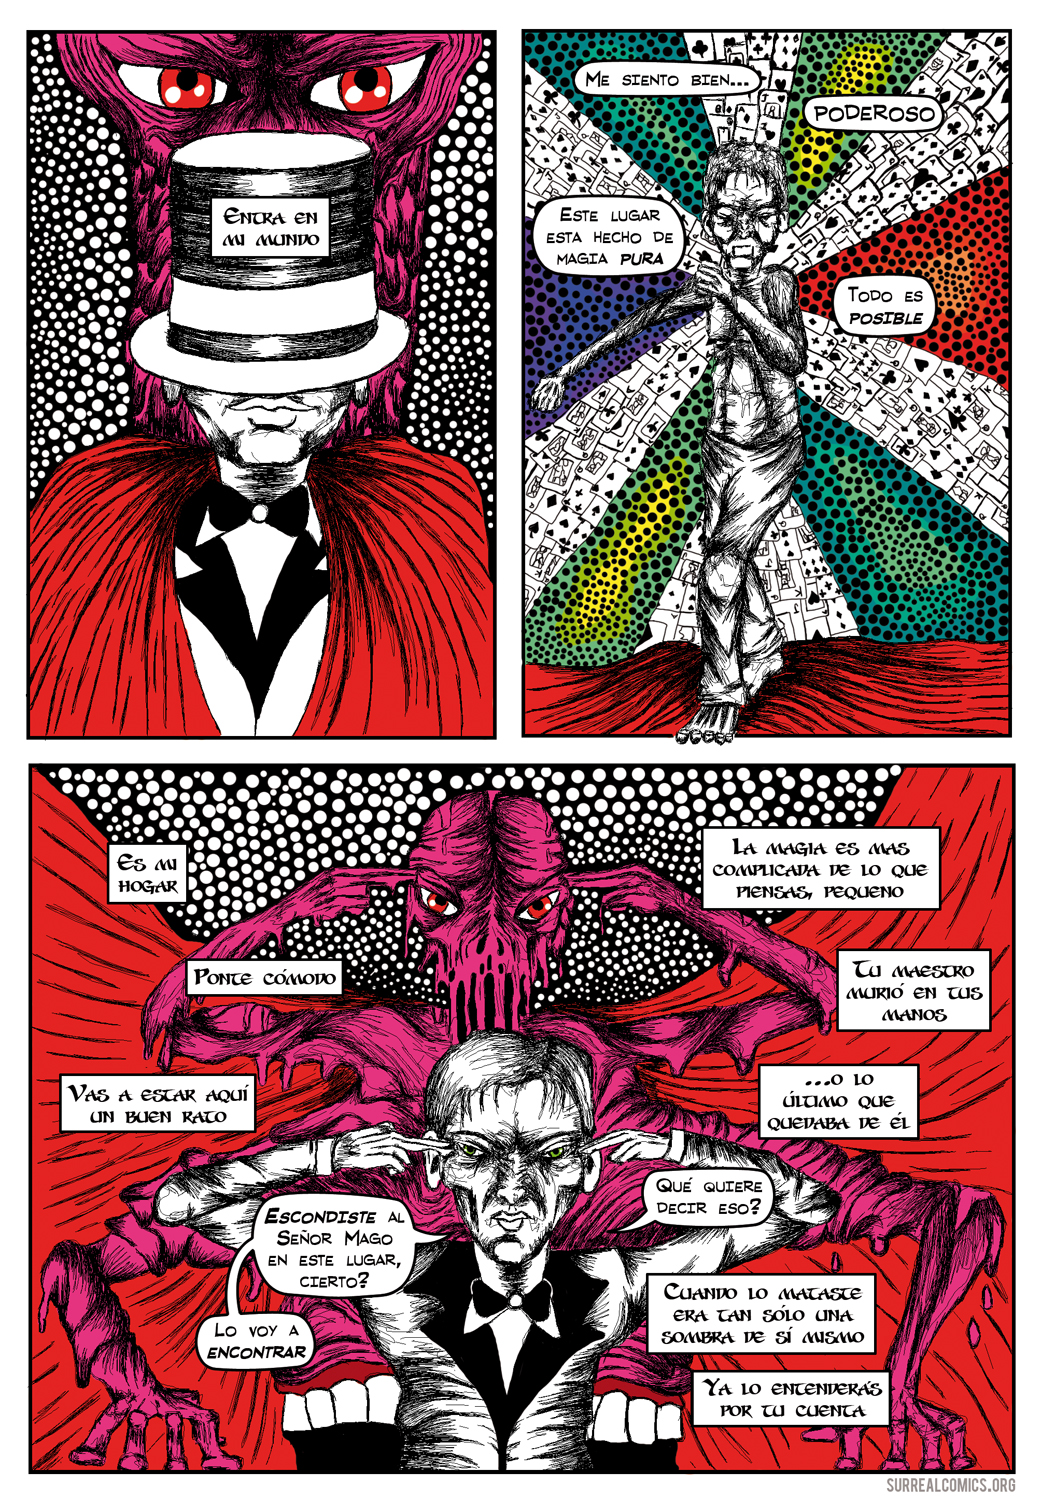 Entra en
mi mundo
Me siento bien...
PODEROSO
Este lugar
esta hecho de
magia pura
Todo es
posible
Es mi
hogar
La magia es mas
complicada de lo que
piensas, pequeno
Ponte cómodo
Tu maestro
murió en tus
manos
Vas a estar aquí
un buen rato
...o lo
último que
quedaba de él
Escondiste al
Señor Mago
en este lugar,
cierto?
Qué quiere
decir eso?
Lo voy a
encontrar
Cuando lo mataste
era tan sólo una
sombra de sí mismo
Ya lo entenderás
por tu cuenta
SURREALCOMICS.ORG